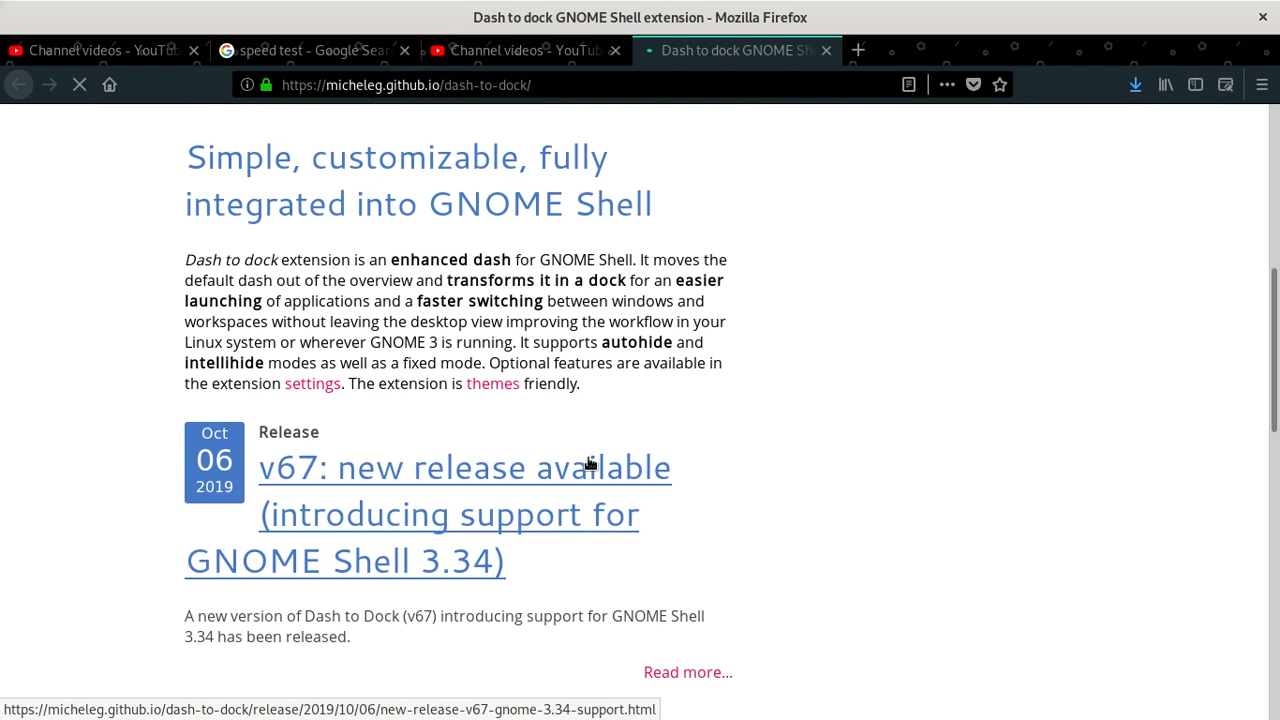 Dash to dock GNOME Shell extension - Mozilla Firefox
Channel videos - YouTu
speed test - Google Sear
Channel videos - YouTub
Dash to dock GNOME Sh
https://micheleg.github.io/dash-to-dock/
Simple, customizable, fully
integrated into GNOME Shell
Dash to dock extension is an enhanced dash for GNOME Shell. It moves the
default dash out of the overview and transforms it in a dock for an easier
launching of applications and a faster switching between windows and
workspaces without leaving the desktop view improving the workflow in your
Linux system or wherever GNOME 3 is running. It supports autohide and
intellihide modes as well as a fixed mode. Optional features are available in
the extension settings. The extension is themes friendly.
Oct
06
2019
Release
v67: new release available
(introducing support for
GNOME Shell 3.34)
A new version of Dash to Dock (v67) introducing support for GNOME Shell
3.34 has been released.
Read more...
https://micheleg.github.io/dash-to-dock/release/2019/10/06/new-release-v67-gnome-3.34-support.html